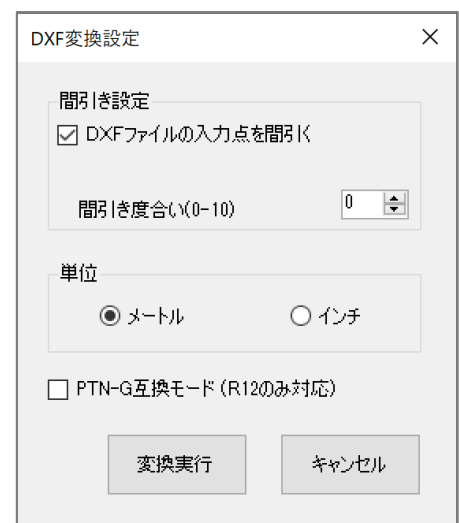 DXF変換設定
間引き設定
DXFファイルの入力点を間引く
間引き度合い(0-10)
0
単位
メートル
インチ
PTN-G互換モード (R12のみ対応)
変換実行
キャンセル